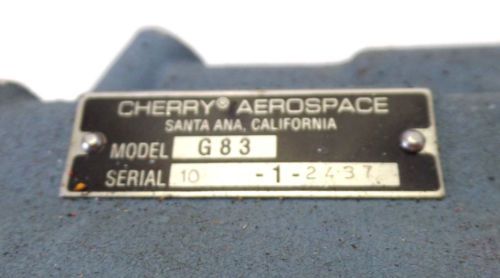 CHERRY® AEROSPACE
SANTA ANA, CALIFORNIA
MODEL G83
SERIAL 10 -1-2437